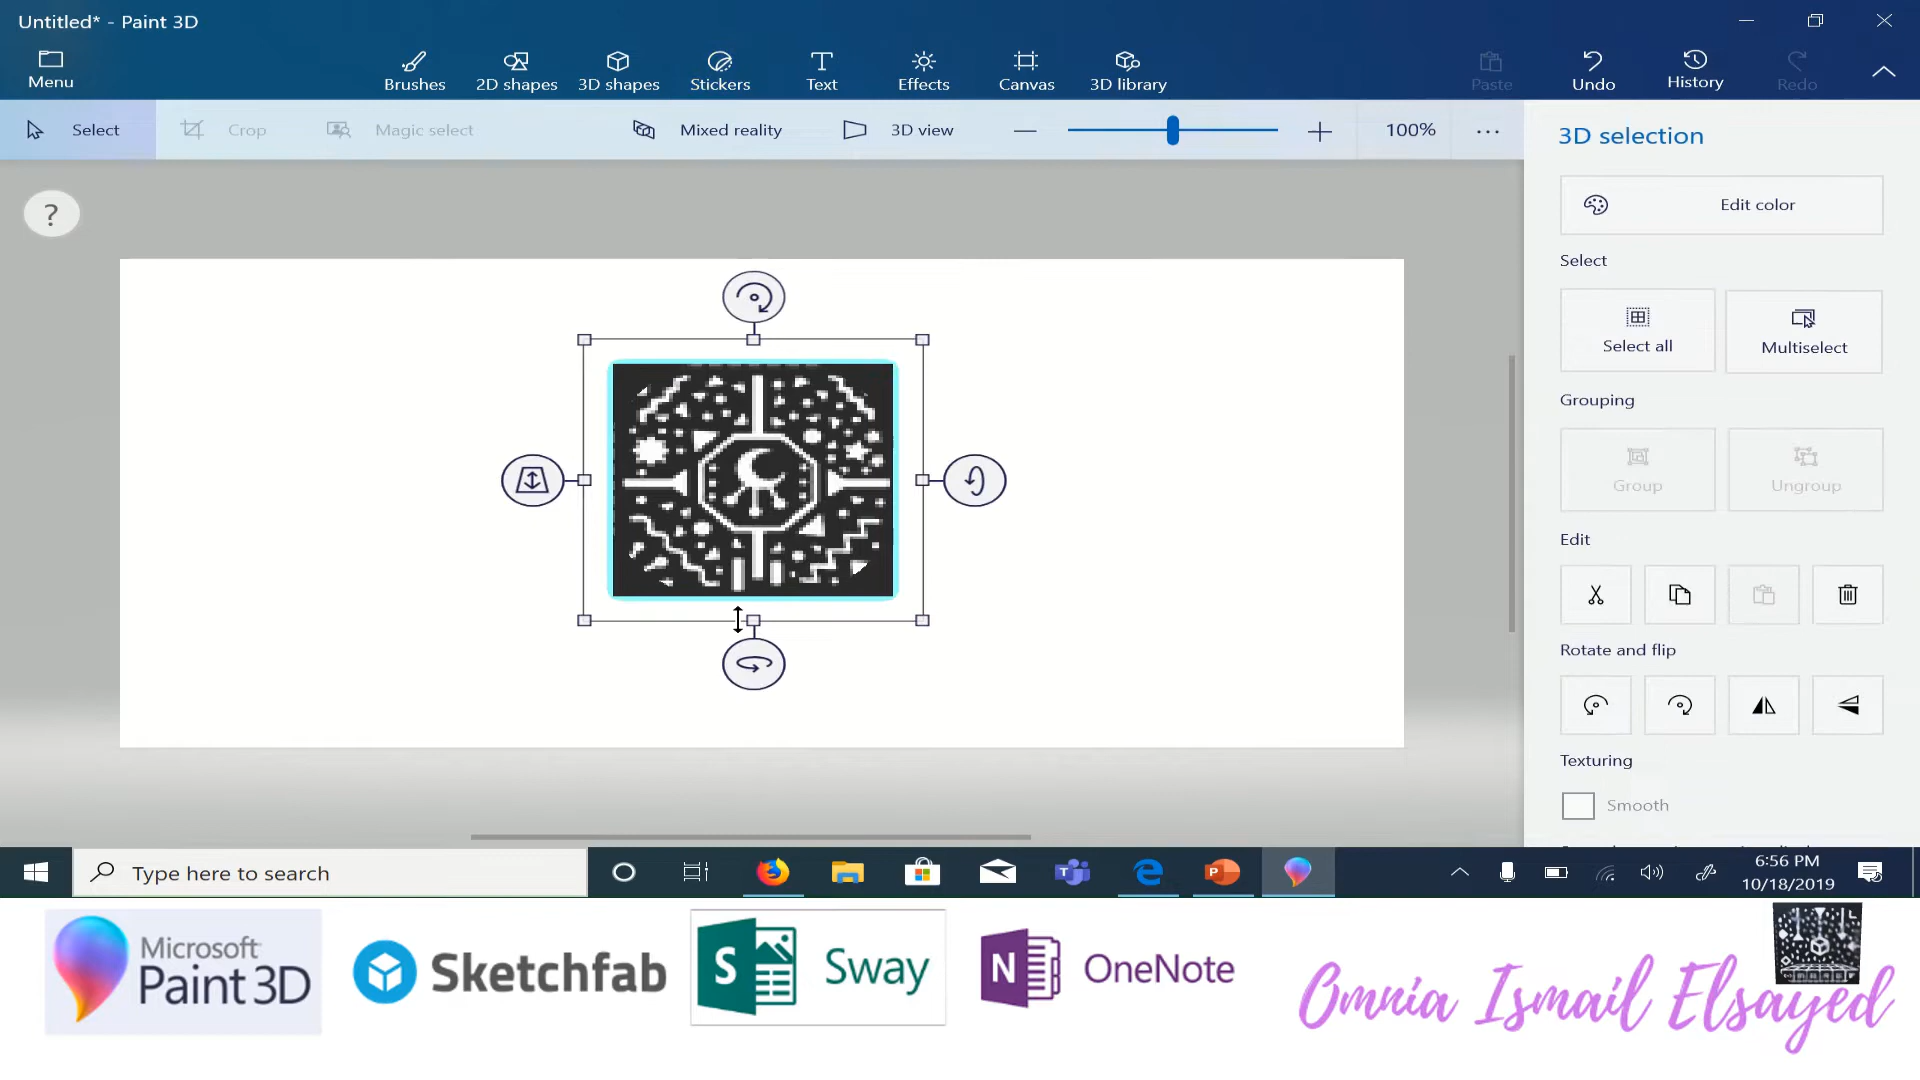 Untitled* - Paint 3D
Menu
Brushes
2D shapes
3D shapes
Stickers
Text
Effects
Canvas
3D library
Paste
Undo
History
Redo
Select
Crop
Magic select
Mixed reality
3D view
100%
?
3D selection
Edit color
Select
Select all
Multiselect
Grouping
Group
Ungroup
Edit
Rotate and flip
Texturing
Smooth
Type here to search
6:56 PM
10/18/2019
Microsoft
Paint 3D
Sketchfab
S
Sway
N
OneNote
Omnia Ismail Elsayed